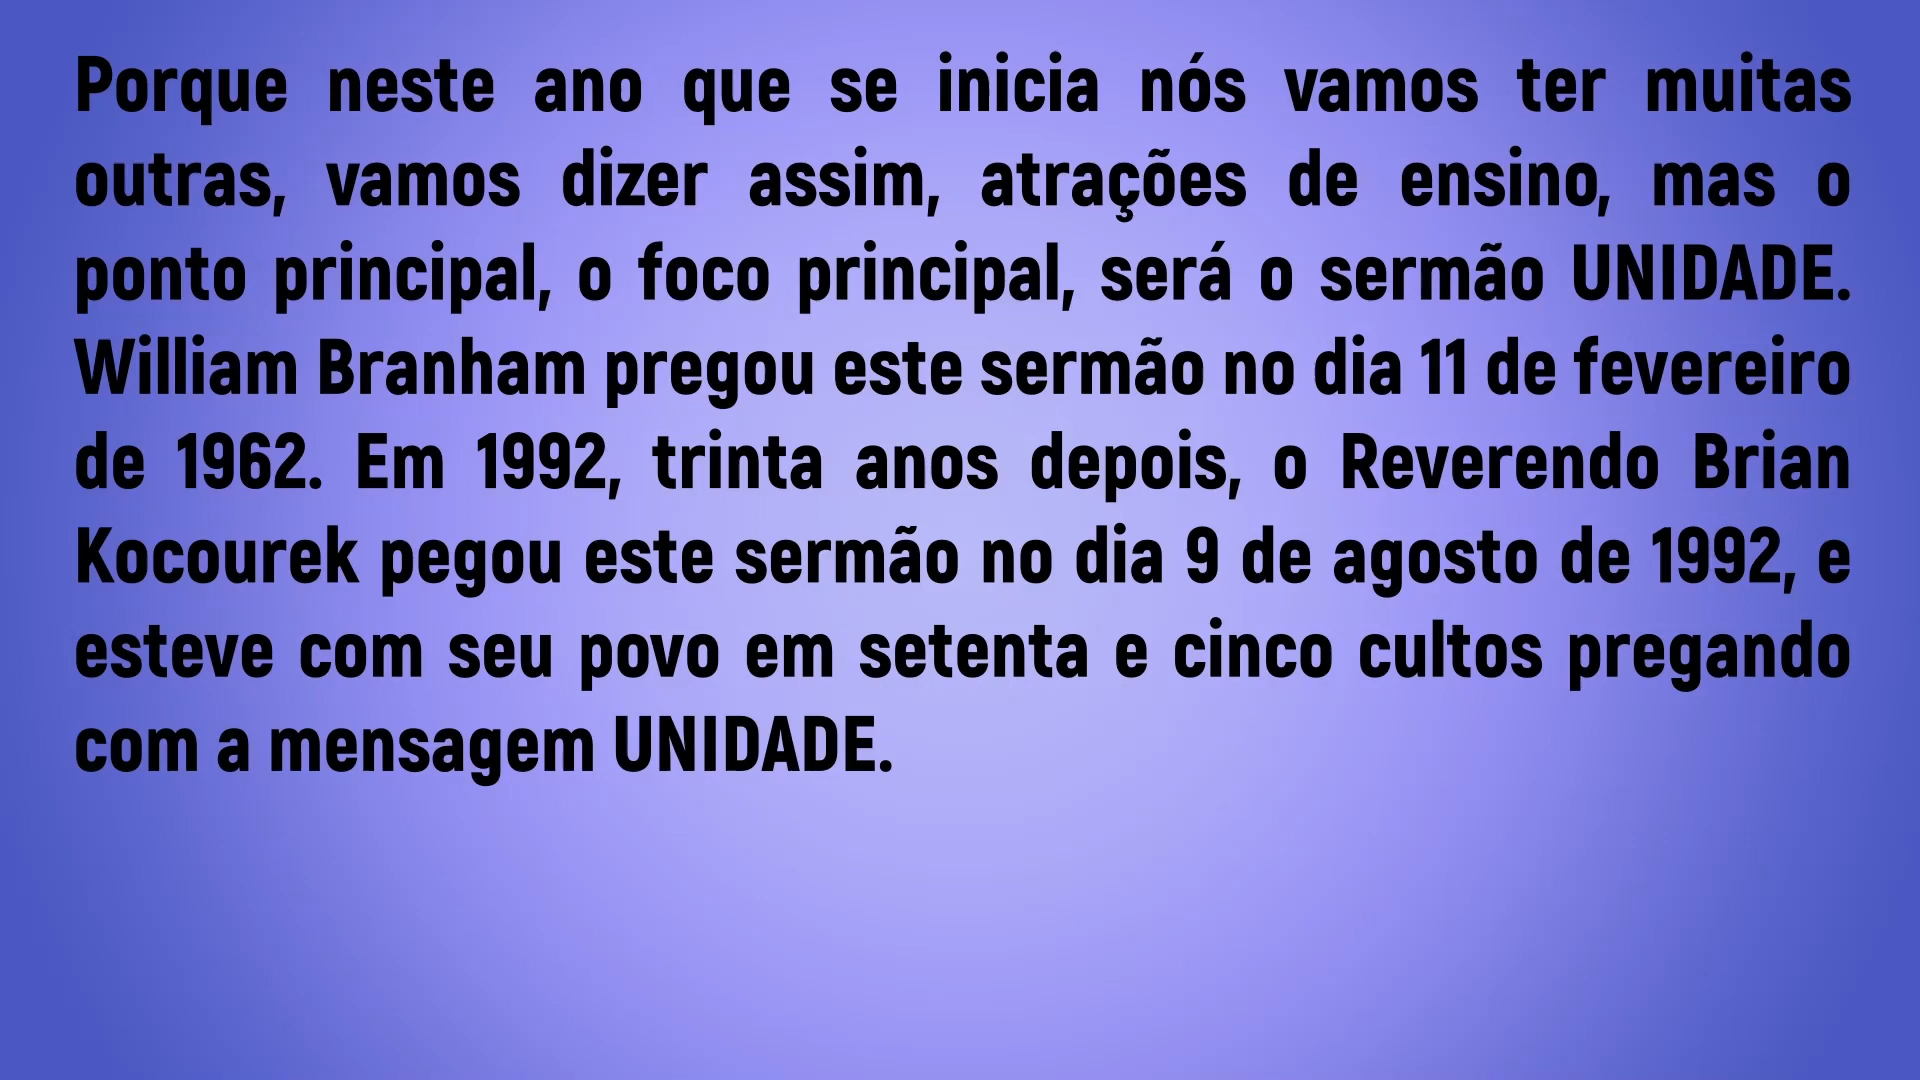 Porque neste ano que se inicia nós vamos ter muitas
outras, vamos dizer assim, atrações de ensino, mas o
ponto principal, o foco principal, será o sermão UNIDADE.
William Branham pregou este sermão no dia 11 de fevereiro
de 1962. Em 1992, trinta anos depois, o Reverendo Brian
Kocourek pegou este sermão no dia 9 de agosto de 1992, e
esteve com seu povo em setenta e cinco cultos pregando
com a mensagem UNIDADE.